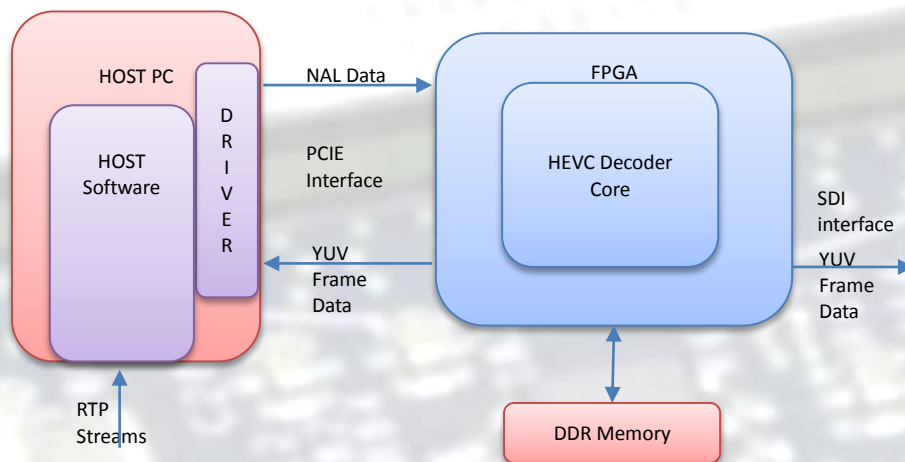 HOST PC
D
R
I
V
E
R
HOST
Software
NAL Data
PCIE
Interface
YUV
Frame
Data
RTP
Streams
FPGA
HEVC Decoder
Core
SDI
interface
YUV
Frame
Data
DDR Memory